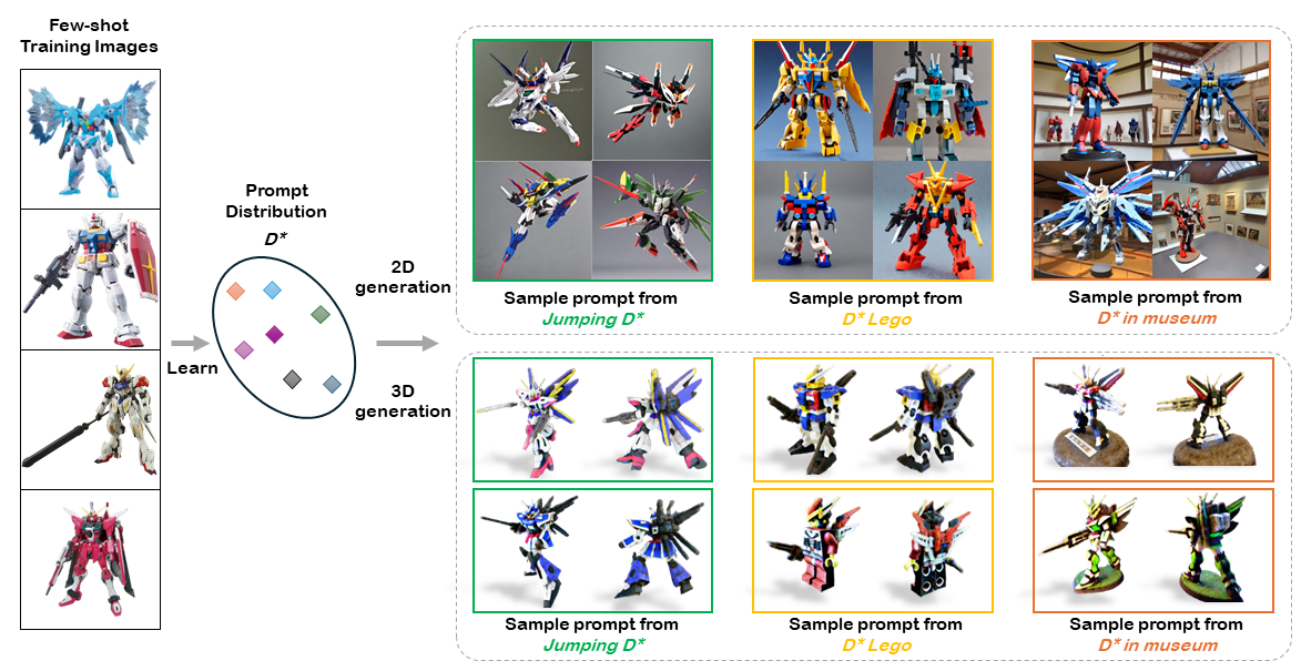 Few-shot
Training Images
Learn
Prompt
Distribution
D*
2D
generation
3D
generation
Sample prompt from
Jumping D*
Sample prompt from
D* Lego
Sample prompt from
D* in museum
Sample prompt from
Jumping D*
Sample prompt from
D* Lego
Sample prompt from
D* in museum